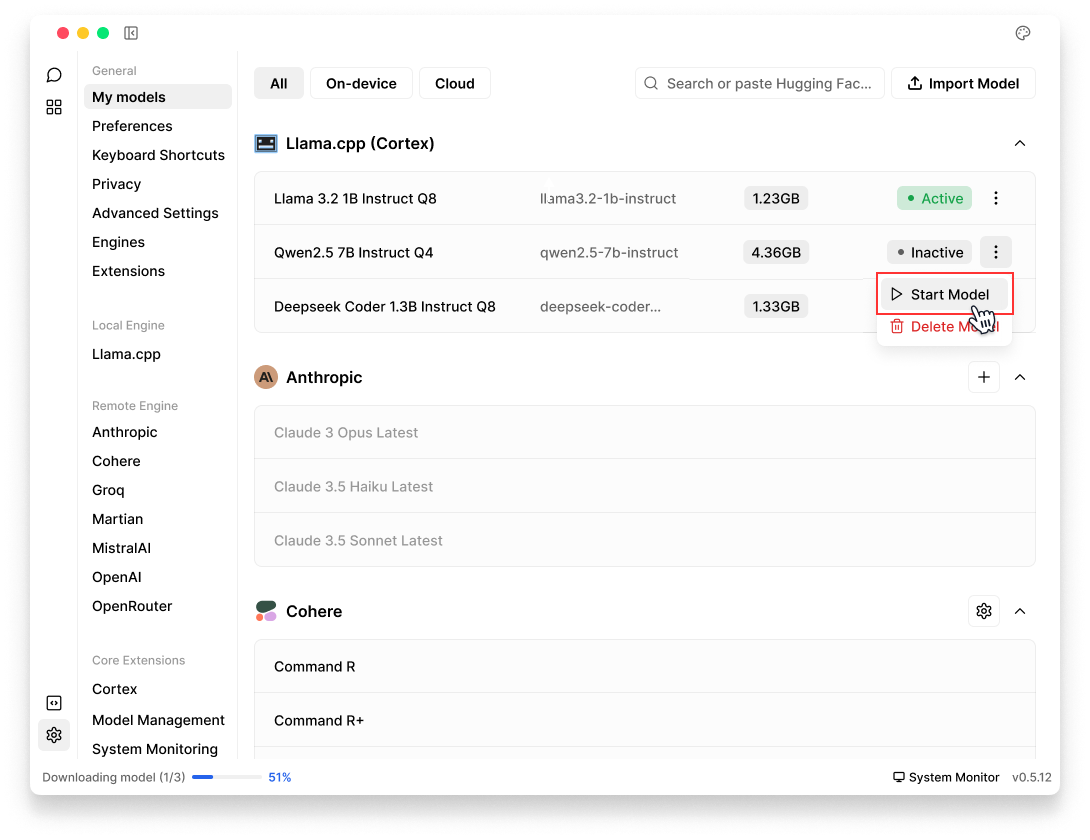 General
My models
Preferences
Keyboard Shortcuts
Privacy
Advanced Settings
Engines
Extensions
Local Engine
Llama.cpp
Remote Engine
Anthropic
Cohere
Groq
Martian
MistralAI
OpenAI
OpenRouter
Core Extensions
Cortex
Model Management
System Monitoring
All On-device Cloud Search or paste Hugging Fac... Import Model
Llama.cpp (Cortex)
Llama 3.2 1B Instruct Q8 llama3.2-1b-instruct 1.23GB Active
Qwen2.5 7B Instruct Q4 qwen2.5-7b-instruct 4.36GB Inactive
Start Model
Deepseek Coder 1.3B Instruct Q8 deepseek-coder... 1.33GB
Delete Model
Anthropic
Claude 3 Opus Latest
Claude 3.5 Haiku Latest
Claude 3.5 Sonnet Latest
Cohere
Command R
Command R+
Downloading model (1/3) 51% System Monitor v0.5.12